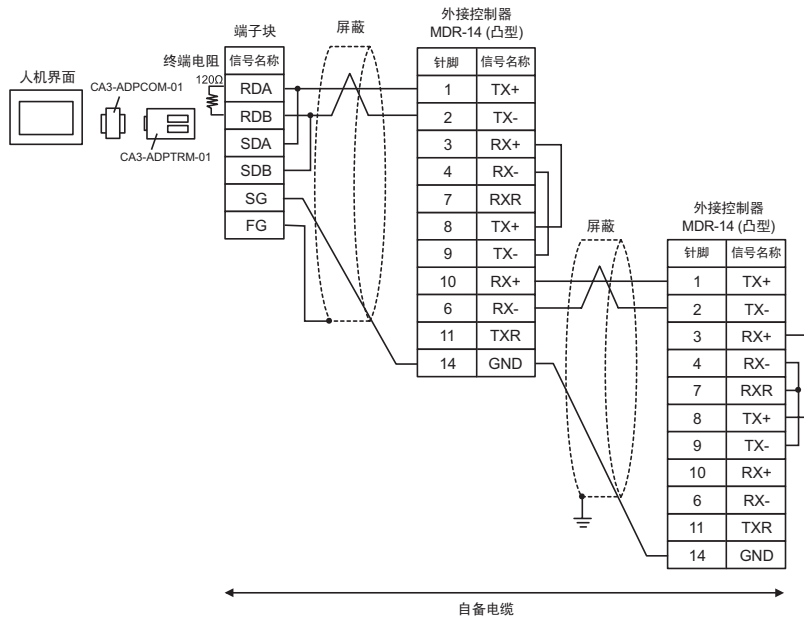 人机界面
CA3-ADPCOM-01
CA3-ADPTRM-01
终端电阻
120Ω
端子块
信号名称
RDA
RDB
SDA
SDB
SG
FG
屏蔽
外接控制器
MDR-14 (凸型)
针脚 信号名称
1 TX+
2 TX-
3 RX+
4 RX-
7 RXR
8 TX+
9 TX-
10 RX+
6 RX-
11 TXR
14 GND
屏蔽
外接控制器
MDR-14 (凸型)
针脚 信号名称
1 TX+
2 TX-
3 RX+
4 RX-
7 RXR
8 TX+
9 TX-
10 RX+
6 RX-
11 TXR
14 GND
自备电缆